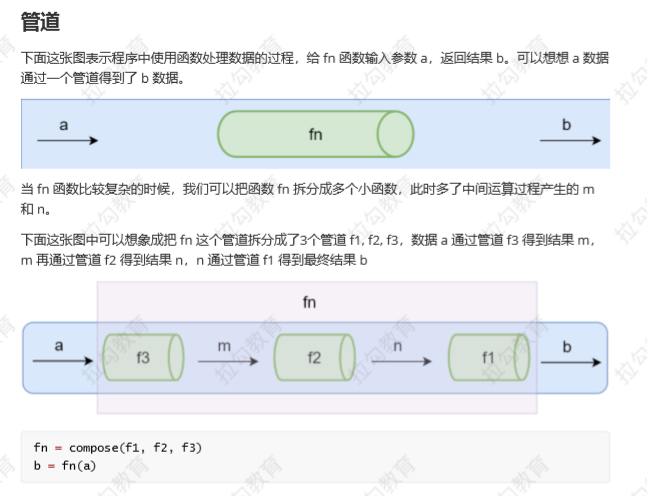 管道
下面这张图表示程序中使用函数处理数据的过程，给 fn 函数输入参数 a，返回结果 b。可以想想 a 数据
通过一个管道得到了 b 数据。
a
fn
b
当 fn 函数比较复杂的时候，我们可以把函数 fn 拆分成多个小函数，此时多了中间运算过程产生的 m
和 n。
下面这张图中可以想象成把 fn 这个管道拆分成了3个管道 f1, f2, f3，数据 a 通过管道 f3 得到结果 m，
m 再通过管道 f2 得到结果 n，n 通过管道 f1 得到最终结果 b
fn
a
f3
m
f2
n
f1
b
fn = compose(f1, f2, f3)
b = fn(a)
拉勾教育